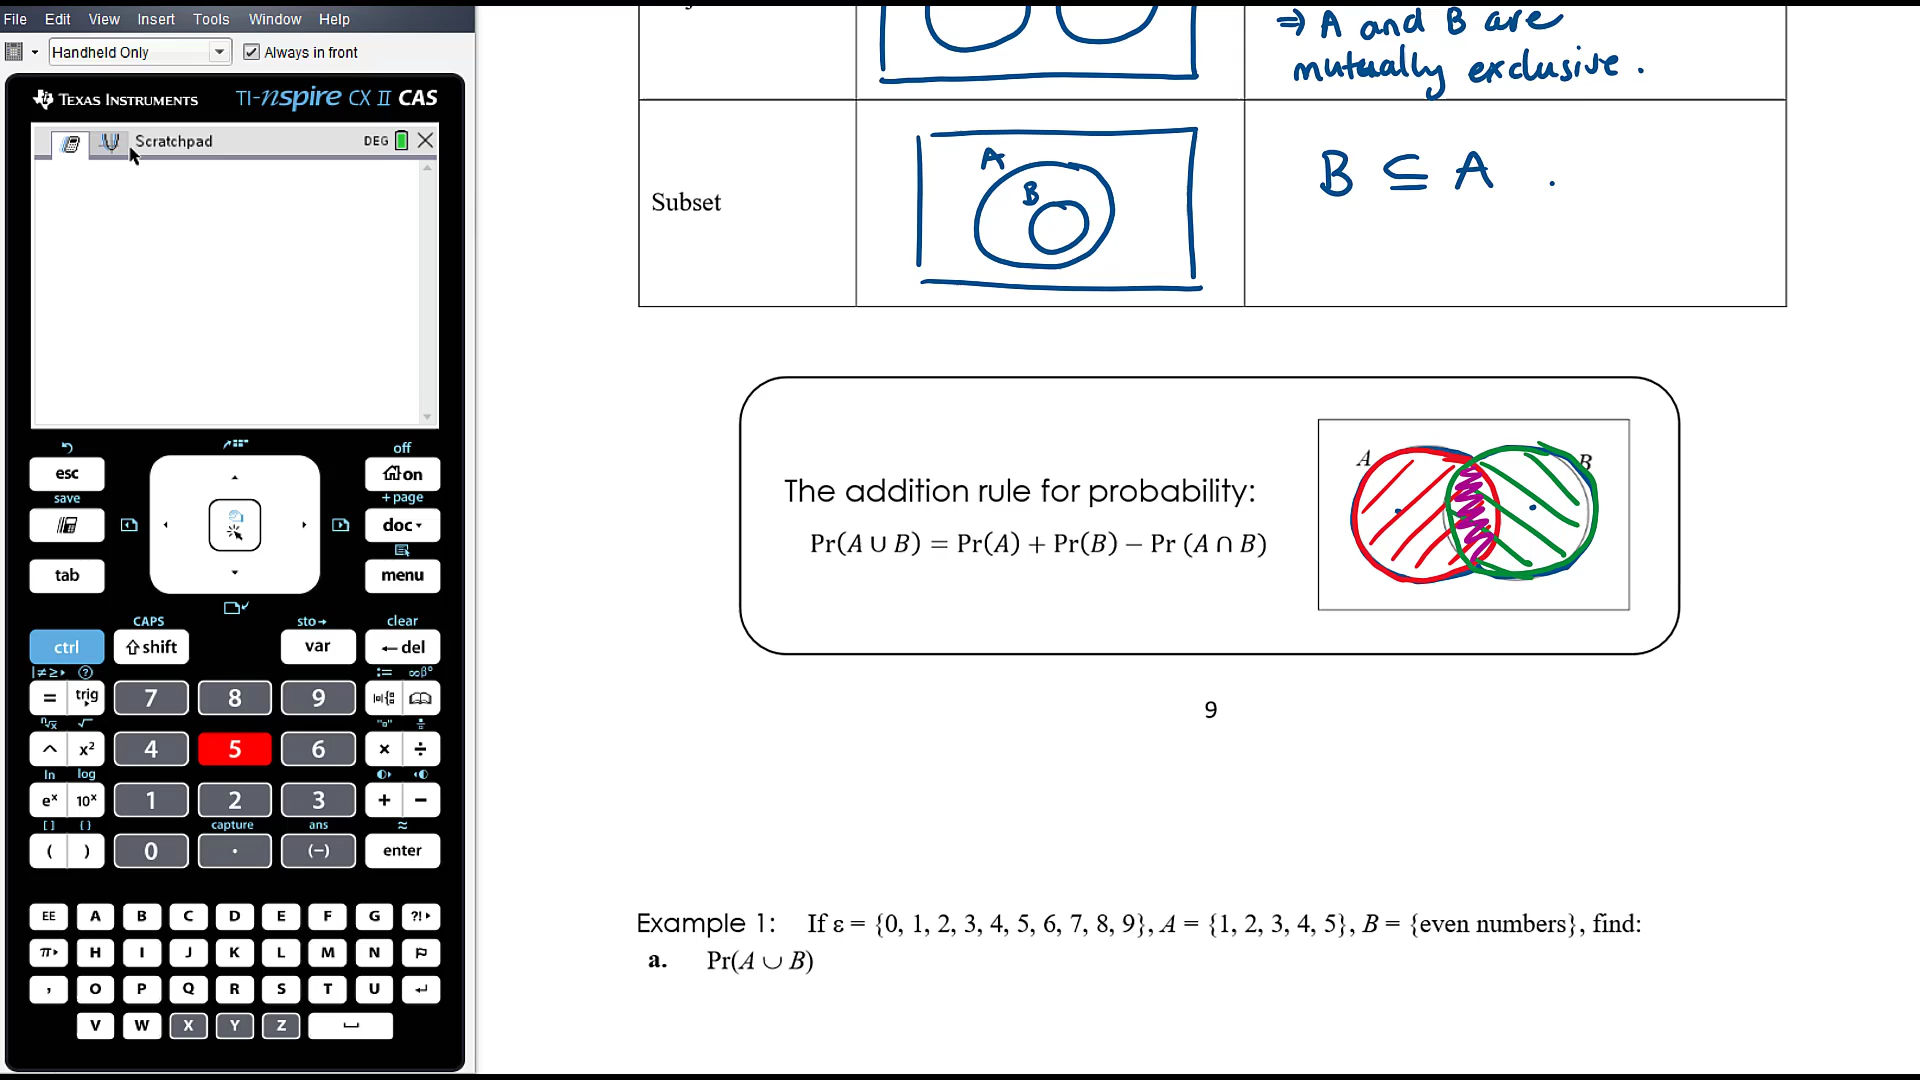 File Edit View Insert Tools Window Help
Handheld Only Always in front
TEXAS INSTRUMENTS TI-nspire CX II CAS
Scratchpad DEG
esc
off
on
save
+ page
doc
tab
menu
CAPS
sto→
clear
ctrl
shift
var
←del
=
trig
7
8
9
^
x²
4
5
6
×
÷
ln
log
eˣ
10ˣ
1
2
3
+
−
[ ]
{ }
capture
ans
≈
(
)
0
.
(−)
enter
EE A B C D E F G ?!▸
π▸ H I J K L M N
, O P Q R S T U ↵
V W X Y Z
⇒ A and B are
mutually exclusive.
Subset
A
B
B ⊆ A .
The addition rule for probability:
Pr(A ∪ B) = Pr(A) + Pr(B) − Pr (A ∩ B)
A
B
9
Example 1: If ε = {0, 1, 2, 3, 4, 5, 6, 7, 8, 9}, A = {1, 2, 3, 4, 5}, B = {even numbers}, find:
a. Pr(A ∪ B)